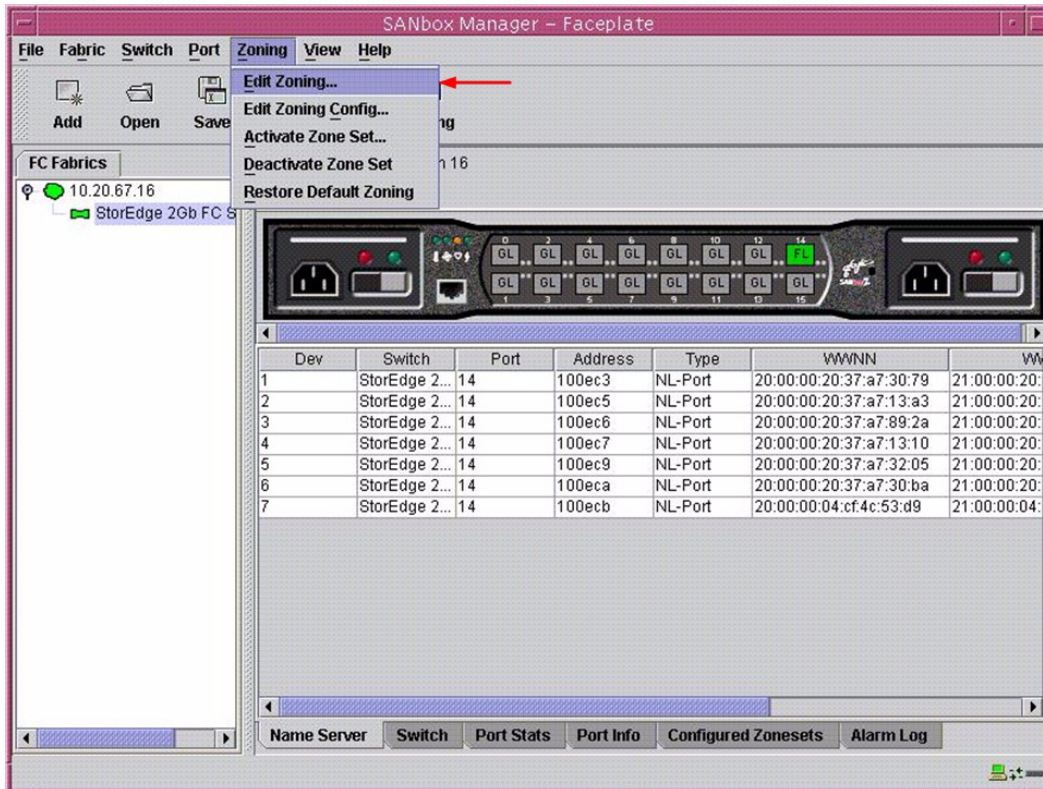 SANbox Manager – Faceplate
File Fabric Switch Port Zoning View Help
Add Open Save
Edit Zoning...
Edit Zoning Config...
Activate Zone Set...
Deactivate Zone Set
Restore Default Zoning
FC Fabrics
16
10.20.67.16
StorEdge 2Gb FC S
0 2 4 6 8 10 12 14
GL GL GL GL GL GL GL FL
GL GL GL GL GL GL GL GL
1 3 5 7 9 11 13 15
Dev Switch Port Address Type WWNN
1 StorEdge 2... 14 100ec3 NL-Port 20:00:00:20:37:a7:30:79 21:00:00:20:
2 StorEdge 2... 14 100ec5 NL-Port 20:00:00:20:37:a7:13:a3 21:00:00:20:
3 StorEdge 2... 14 100ec6 NL-Port 20:00:00:20:37:a7:89:2a 21:00:00:20:
4 StorEdge 2... 14 100ec7 NL-Port 20:00:00:20:37:a7:13:10 21:00:00:20:
5 StorEdge 2... 14 100ec9 NL-Port 20:00:00:20:37:a7:32:05 21:00:00:20:
6 StorEdge 2... 14 100eca NL-Port 20:00:00:20:37:a7:30:ba 21:00:00:20:
7 StorEdge 2... 14 100ecb NL-Port 20:00:00:04:cf:4c:53:d9 21:00:00:04:
Name Server Switch Port Stats Port Info Configured Zonesets Alarm Log